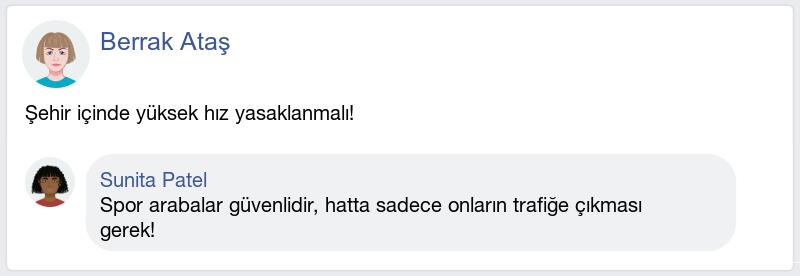 Berrak Ataş
Şehir içinde yüksek hız yasaklanmalı!
Sunita Patel
Spor arabalar güvenlidir, hatta sadece onların trafiğe çıkması
gerek!